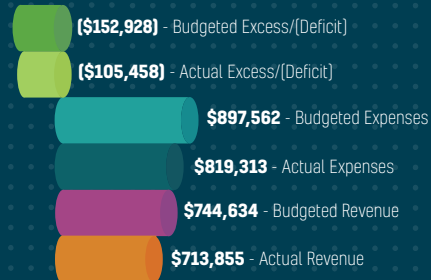 ($152,928) - Budgeted Excess/(Deficit)
($105,458) - Actual Excess/(Deficit)
$897,562 - Budgeted Expenses
$819,313 - Actual Expenses
$744,634 - Budgeted Revenue
$713,855 - Actual Revenue